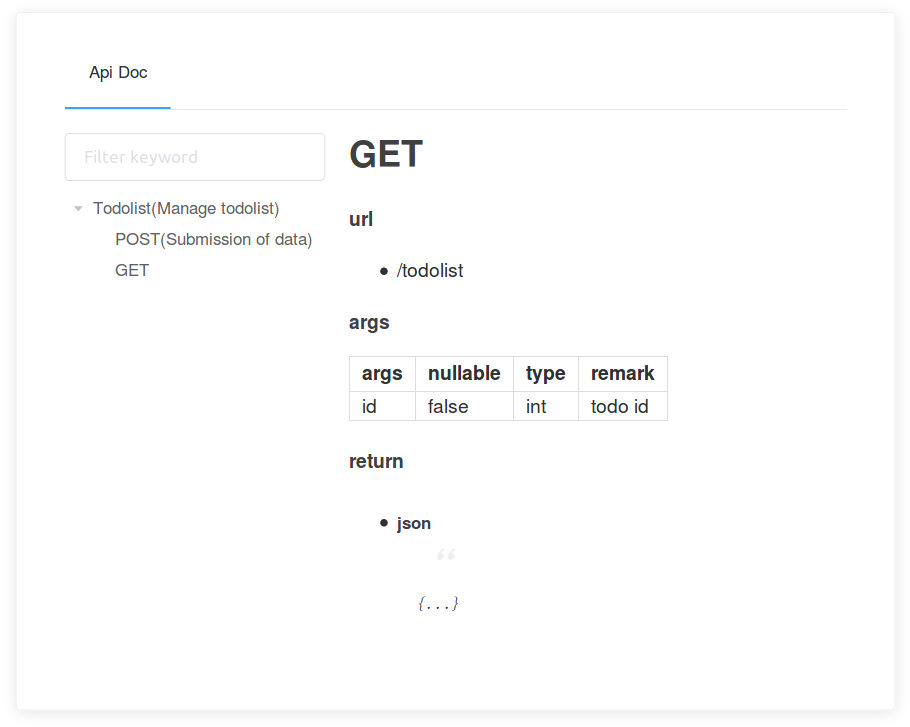 Api Doc
Filter keyword
Todolist(Manage todolist)
POST(Submission of data)
GET
GET
url
• /todolist
args
args nullable type remark
id false int todo id
return
• json
“
{...}